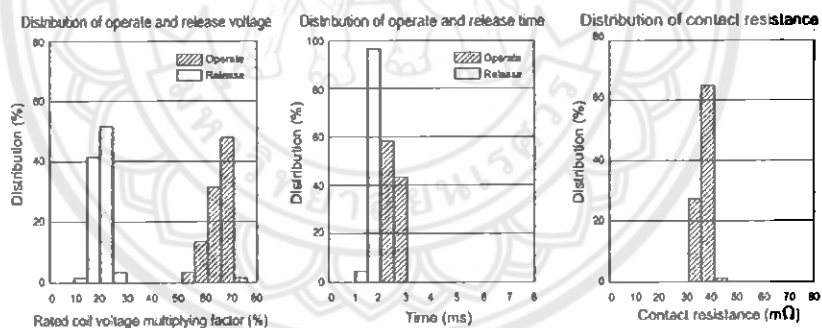 Distribution of operate and release voltage
80
60
40
20
Distribution (%)
Operate
Release
0 10 20 30 40 50 60 70 80
Rated coil voltage multiplying factor (%)
Distribution of operate and release time
100
80
60
40
20
Distribution (%)
Operate
Release
0 1 2 3 4 5 6 7 8
Time (ms)
Distribution of contact resistance
80
60
40
20
Distribution (%)
0 10 20 30 40 50 60 70 80
Contact resistance (mΩ)